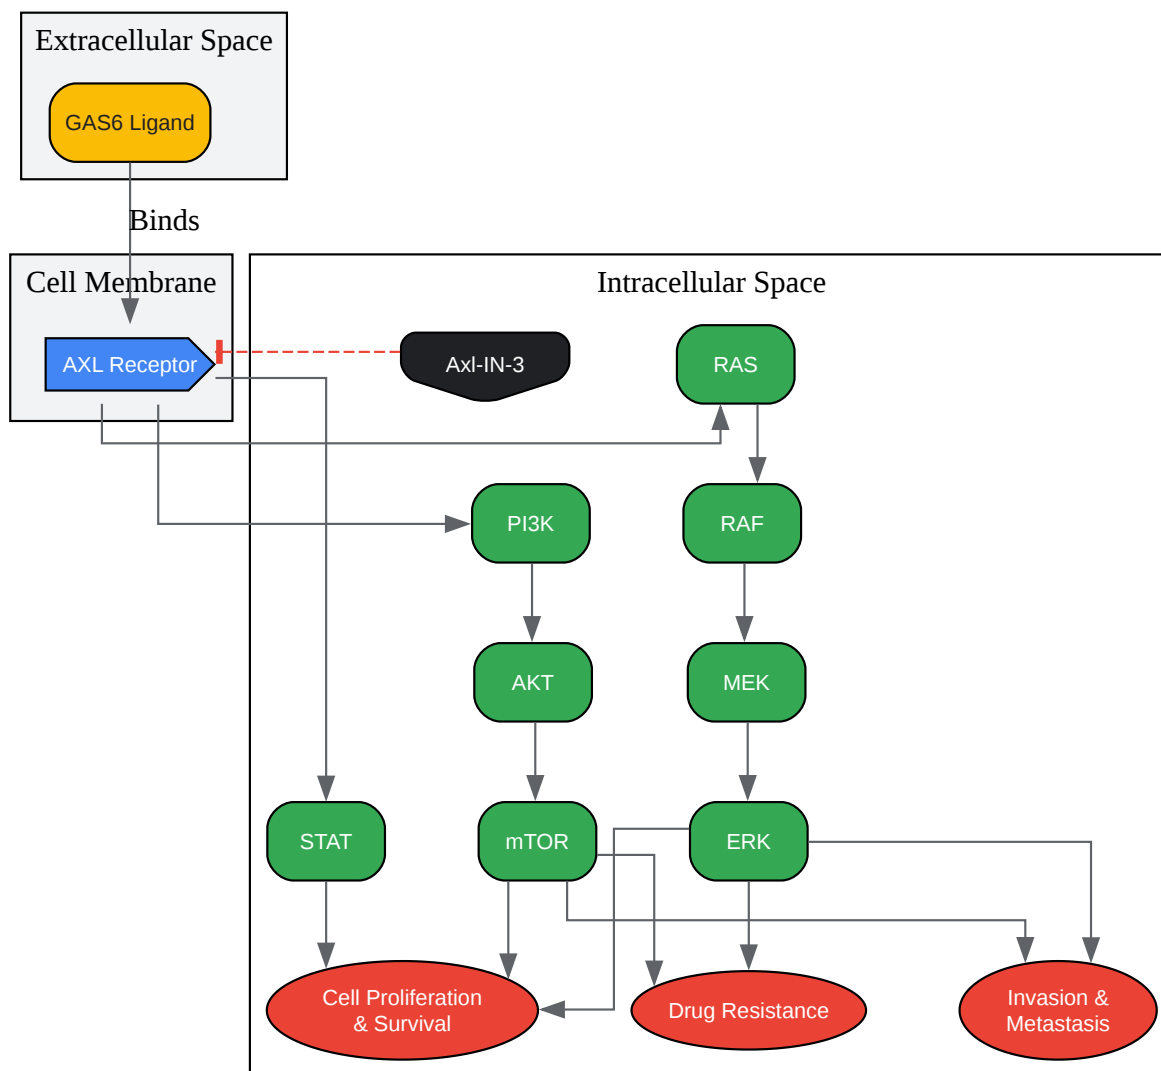 Extracellular Space
GAS6 Ligand
Binds
Cell Membrane
Intracellular Space
AXL Receptor
Axl-IN-3
RAS
PI3K
RAF
AKT
MEK
STAT
mTOR
ERK
Cell Proliferation
& Survival
Drug Resistance
Invasion &
Metastasis